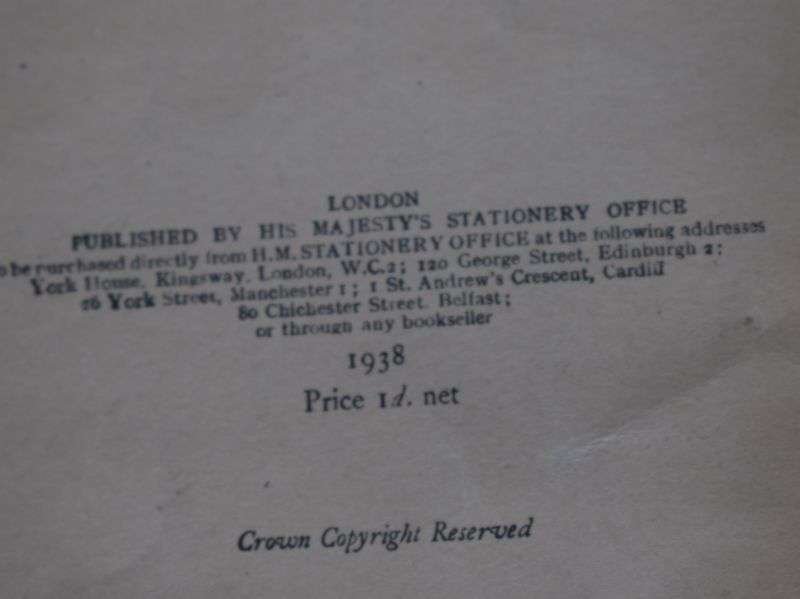 LONDON
PUBLISHED BY HIS MAJESTY'S STATIONERY OFFICE
o be purchased directly from H.M. STATIONERY OFFICE at the following addresses
York House, Kingsway, London, W.C.2; 120 George Street, Edinburgh 2;
26 York Street, Manchester 1; 1 St. Andrew's Crescent, Cardiff
80 Chichester Street, Belfast;
or through any bookseller
1938
Price 1d. net
Crown Copyright Reserved